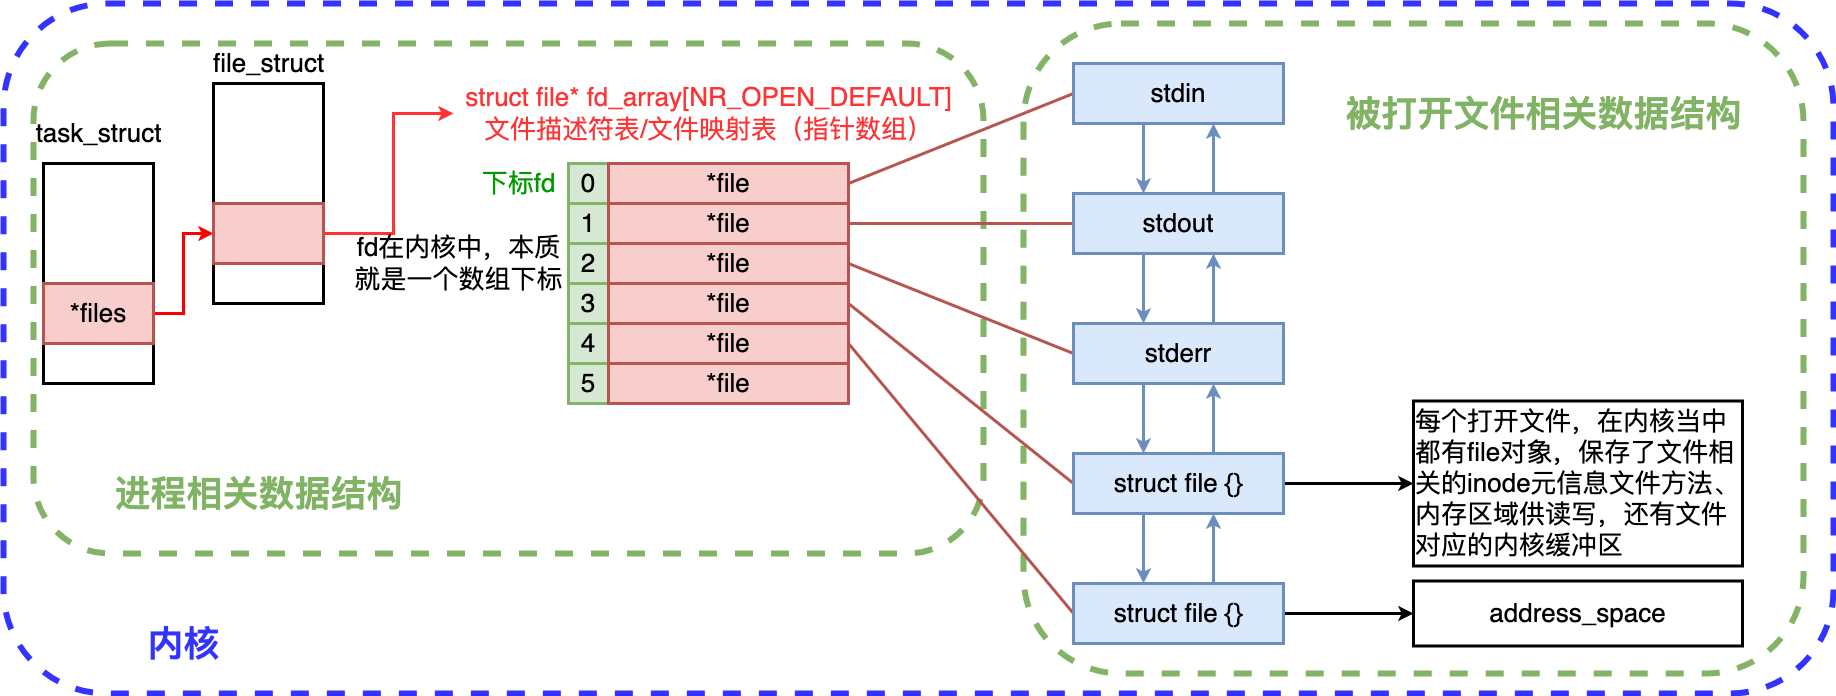 file_struct
task_struct
*files
struct file* fd_array[NR_OPEN_DEFAULT]
文件描述符表/文件映射表（指针数组）
下标fd
fd在内核中，本质
就是一个数组下标
0 *file
1 *file
2 *file
3 *file
4 *file
5 *file
进程相关数据结构
内核
被打开文件相关数据结构
stdin
stdout
stderr
struct file {}
每个打开文件，在内核当中
都有file对象，保存了文件相
关的inode元信息文件方法、
内存区域供读写，还有文件
对应的内核缓冲区
struct file {}
address_space